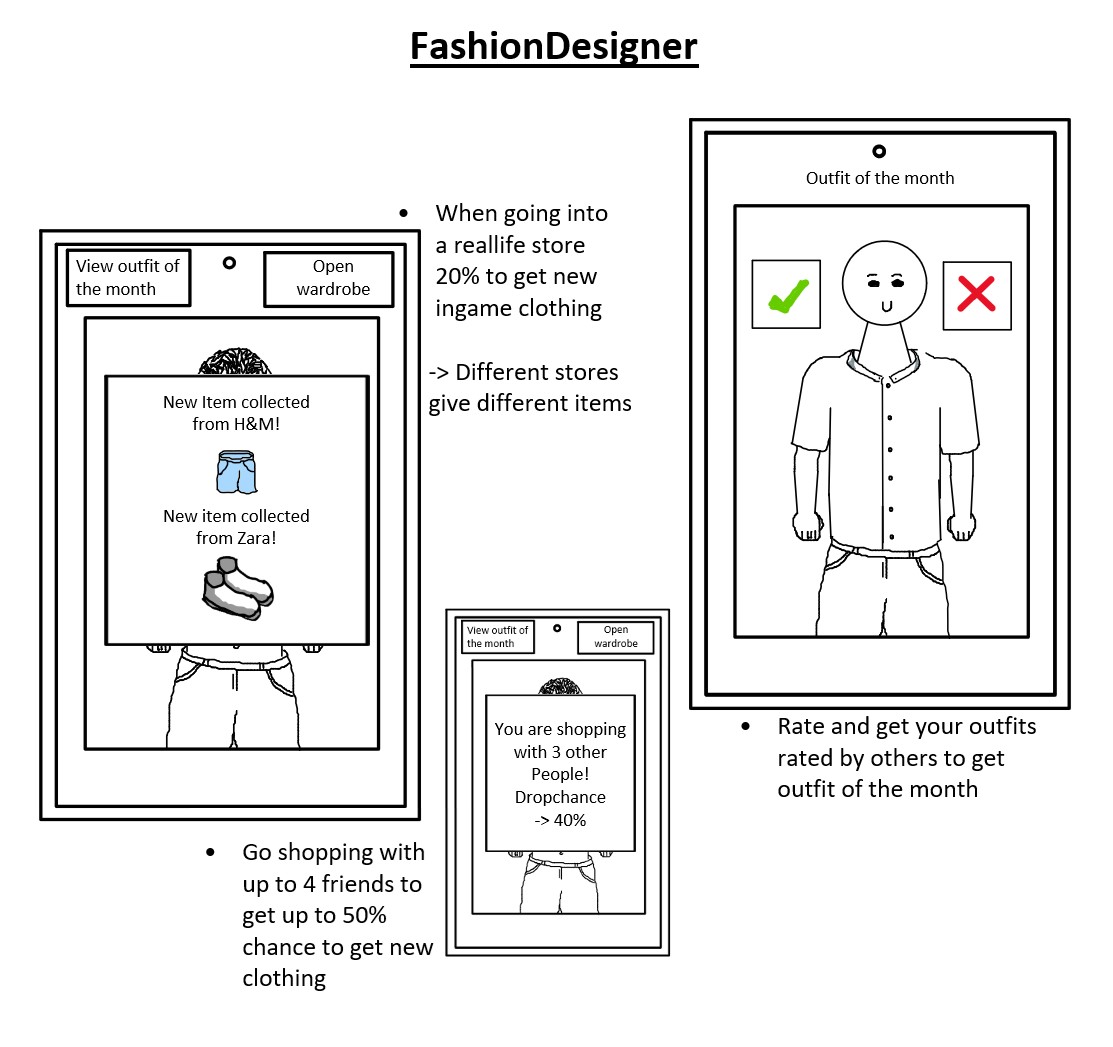 FashionDesigner
View outfit of
the month
Open
wardrobe
New Item collected
from H&M!
New item collected
from Zara!
• When going into
a reallife store
20% to get new
ingame clothing
-> Different stores
give different items
Outfit of the month
• Rate and get your outfits
rated by others to get
outfit of the month
View outfit of
the month
Open
wardrobe
You are shopping
with 3 other
People!
Dropchance
-> 40%
• Go shopping with
up to 4 friends to
get up to 50%
chance to get new
clothing